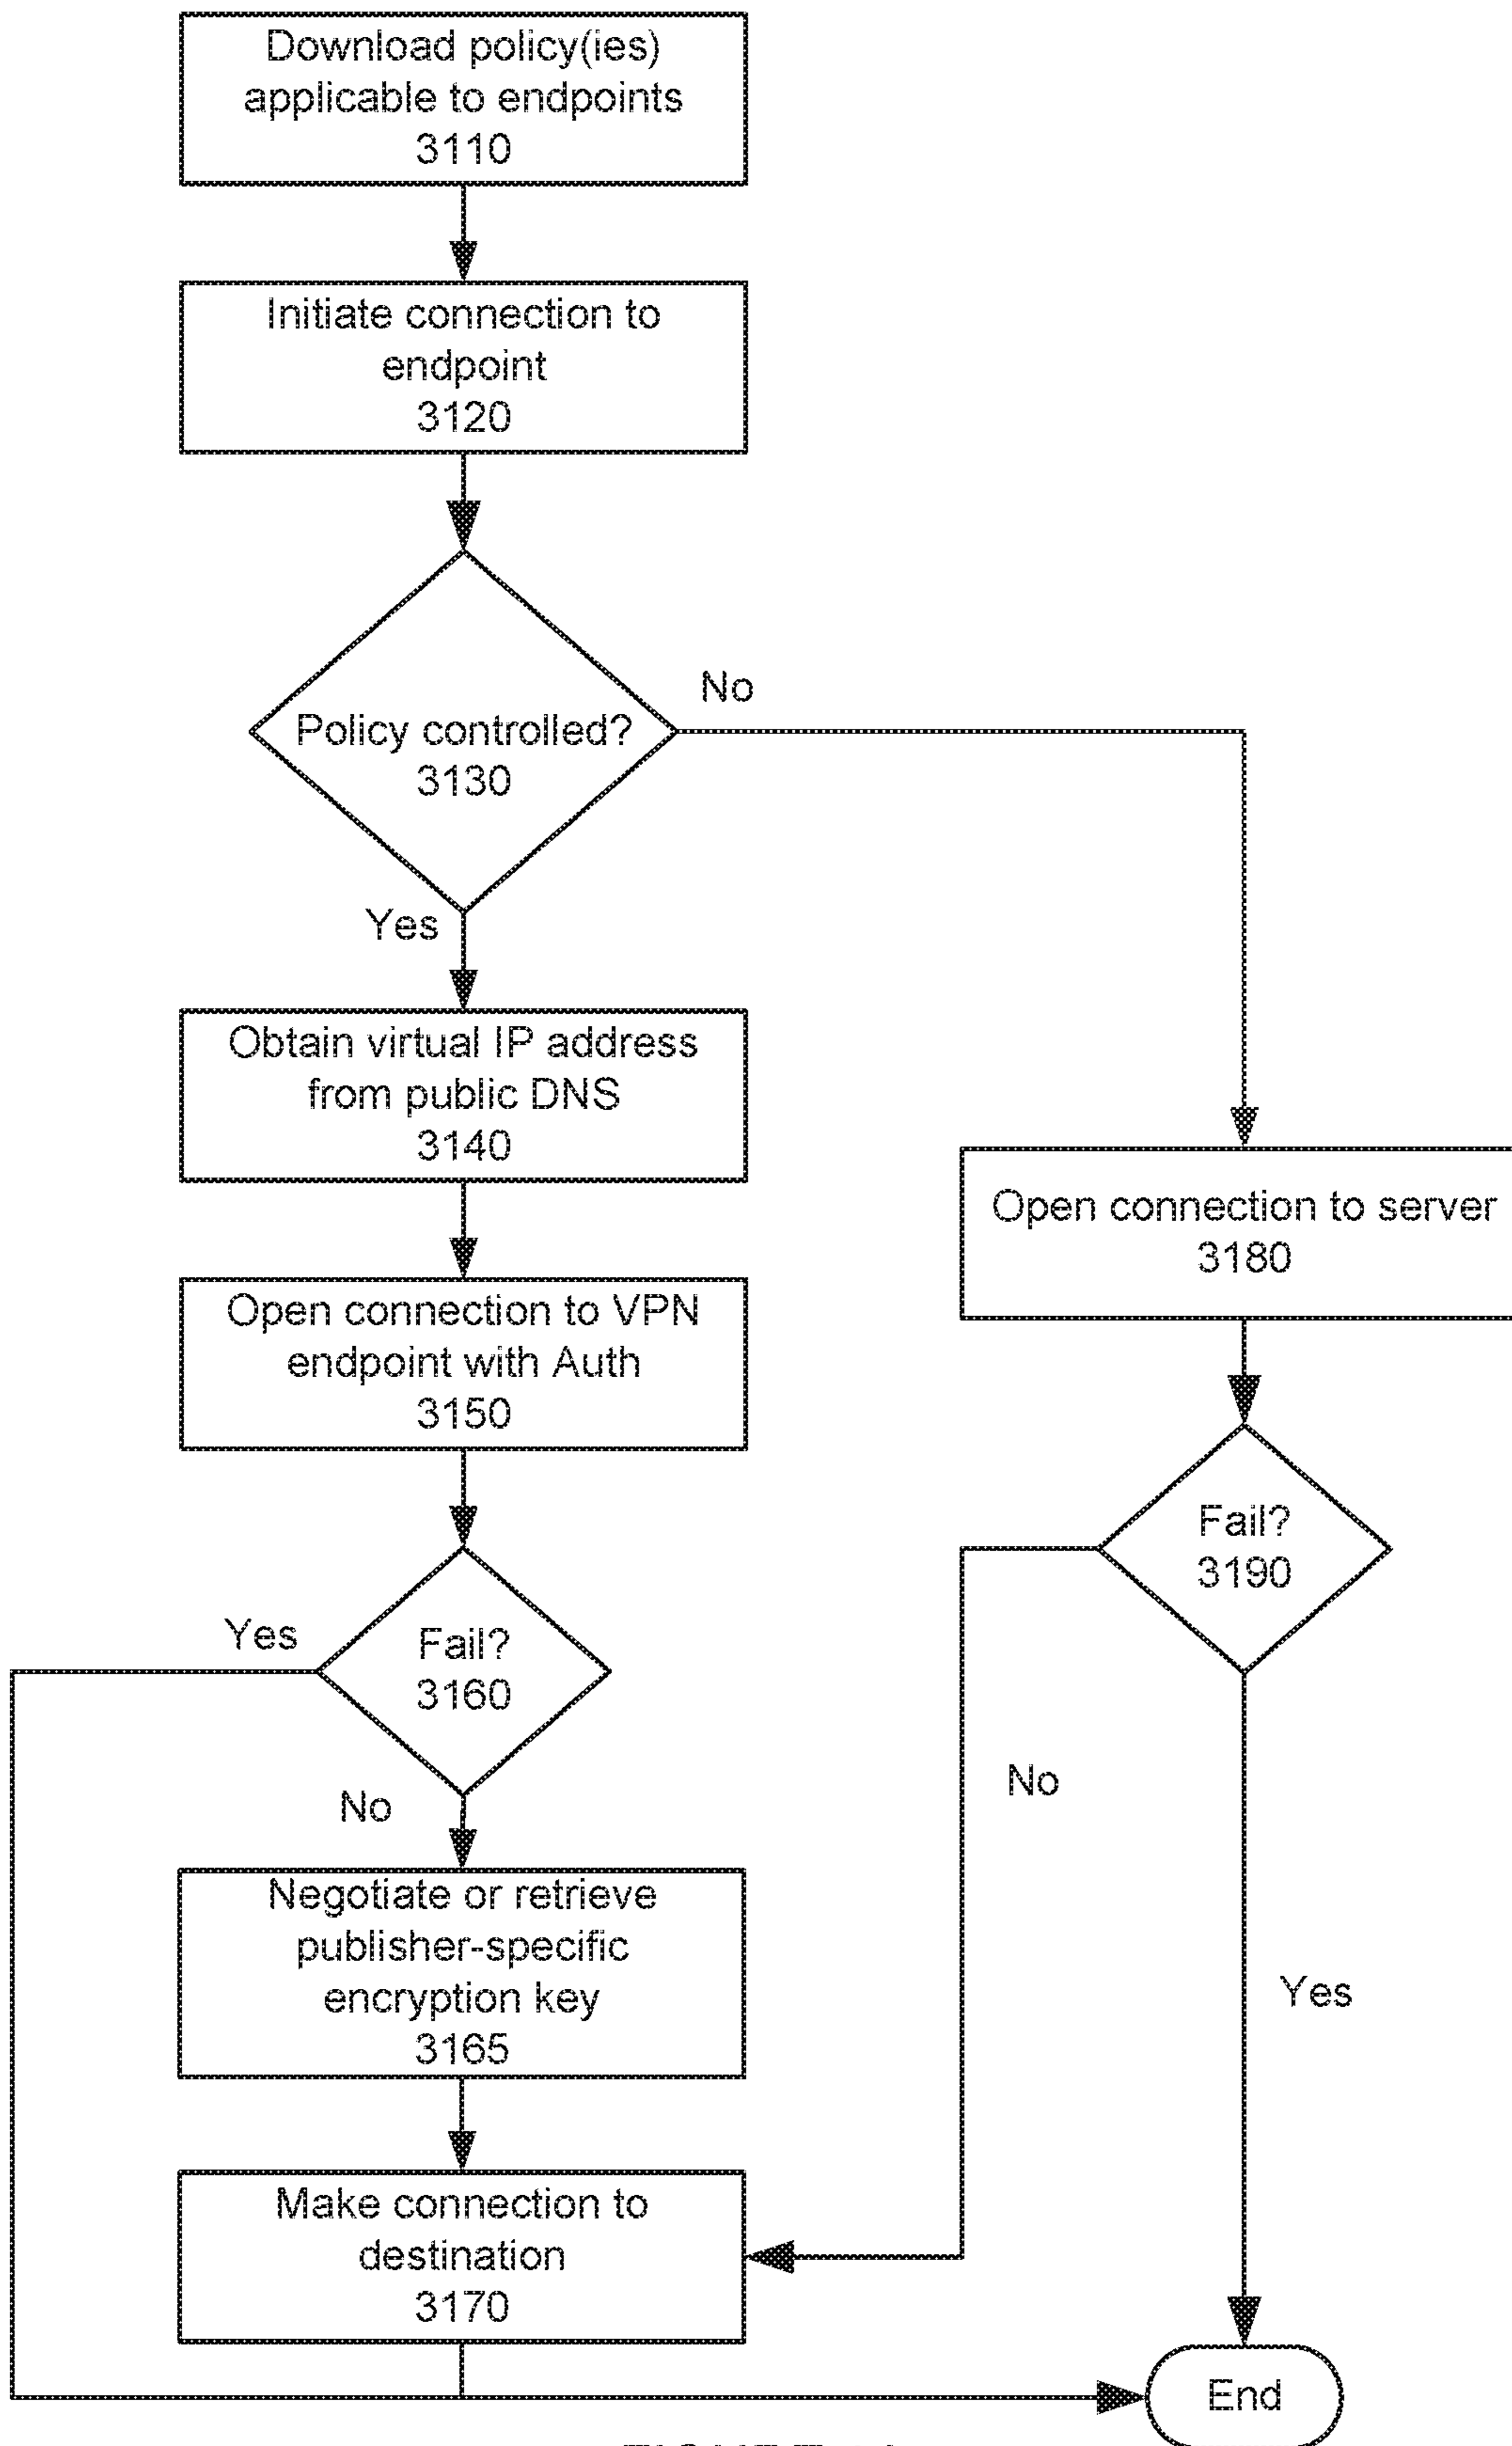 Download policy(ies)
applicable to endpoints
3110
Initiate connection to
endpoint
3120
Policy controlled?
3130
No
Yes
Obtain virtual IP address
from public DNS
3140
Open connection to server
3180
Open connection to VPN
endpoint with Auth
3150
Fail?
3190
Fail?
3160
Yes
No
No
Negotiate or retrieve
publisher-specific
encryption key
3165
Yes
Make connection to
destination
3170
End